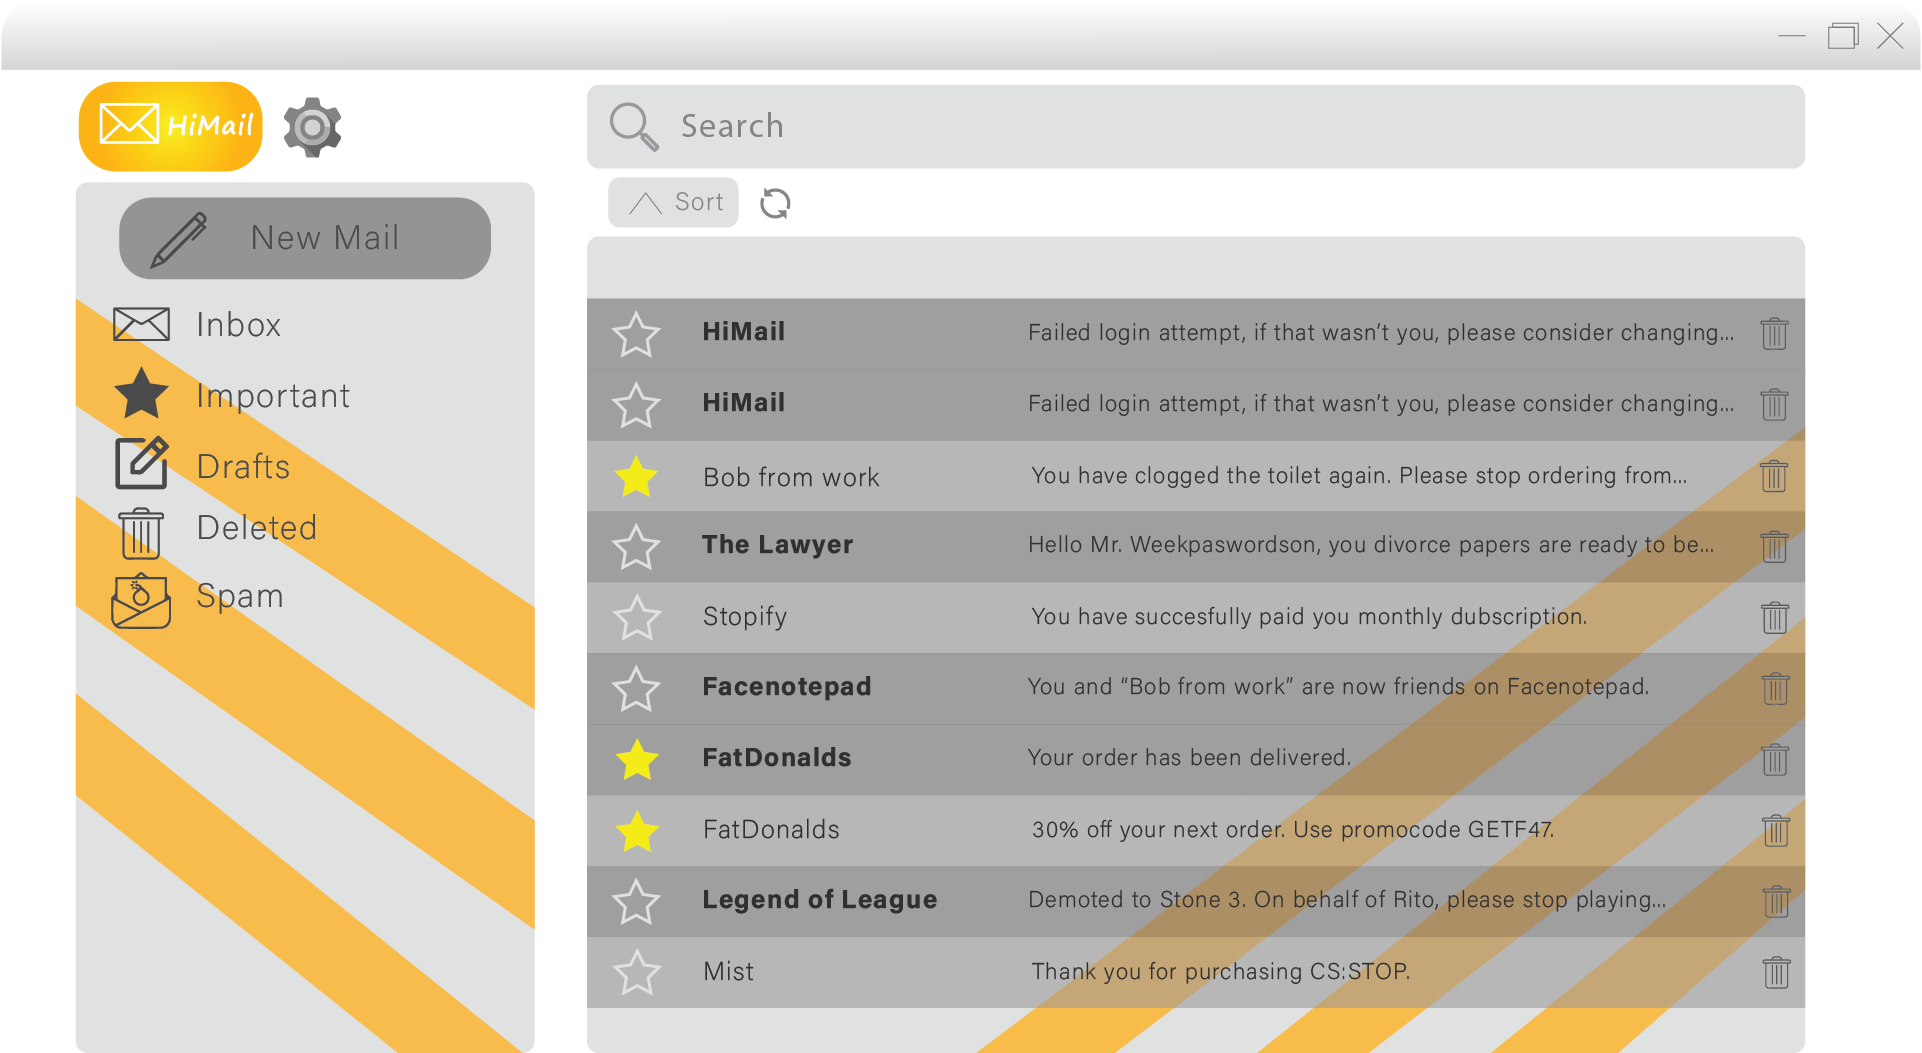 HiMail
Search
Sort
New Mail
Inbox
Important
Drafts
Deleted
Spam
HiMail Failed login attempt, if that wasn’t you, please consider changing...
HiMail Failed login attempt, if that wasn’t you, please consider changing...
Bob from work You have clogged the toilet again. Please stop ordering from...
The Lawyer Hello Mr. Weekpaswordson, you divorce papers are ready to be...
Stopify You have succesfully paid you monthly dubscription.
Facenotepad You and “Bob from work” are now friends on Facenotepad.
FatDonalds Your order has been delivered.
FatDonalds 30% off your next order. Use promocode GETF47.
Legend of League Demoted to Stone 3. On behalf of Rito, please stop playing...
Mist Thank you for purchasing CS:STOP.